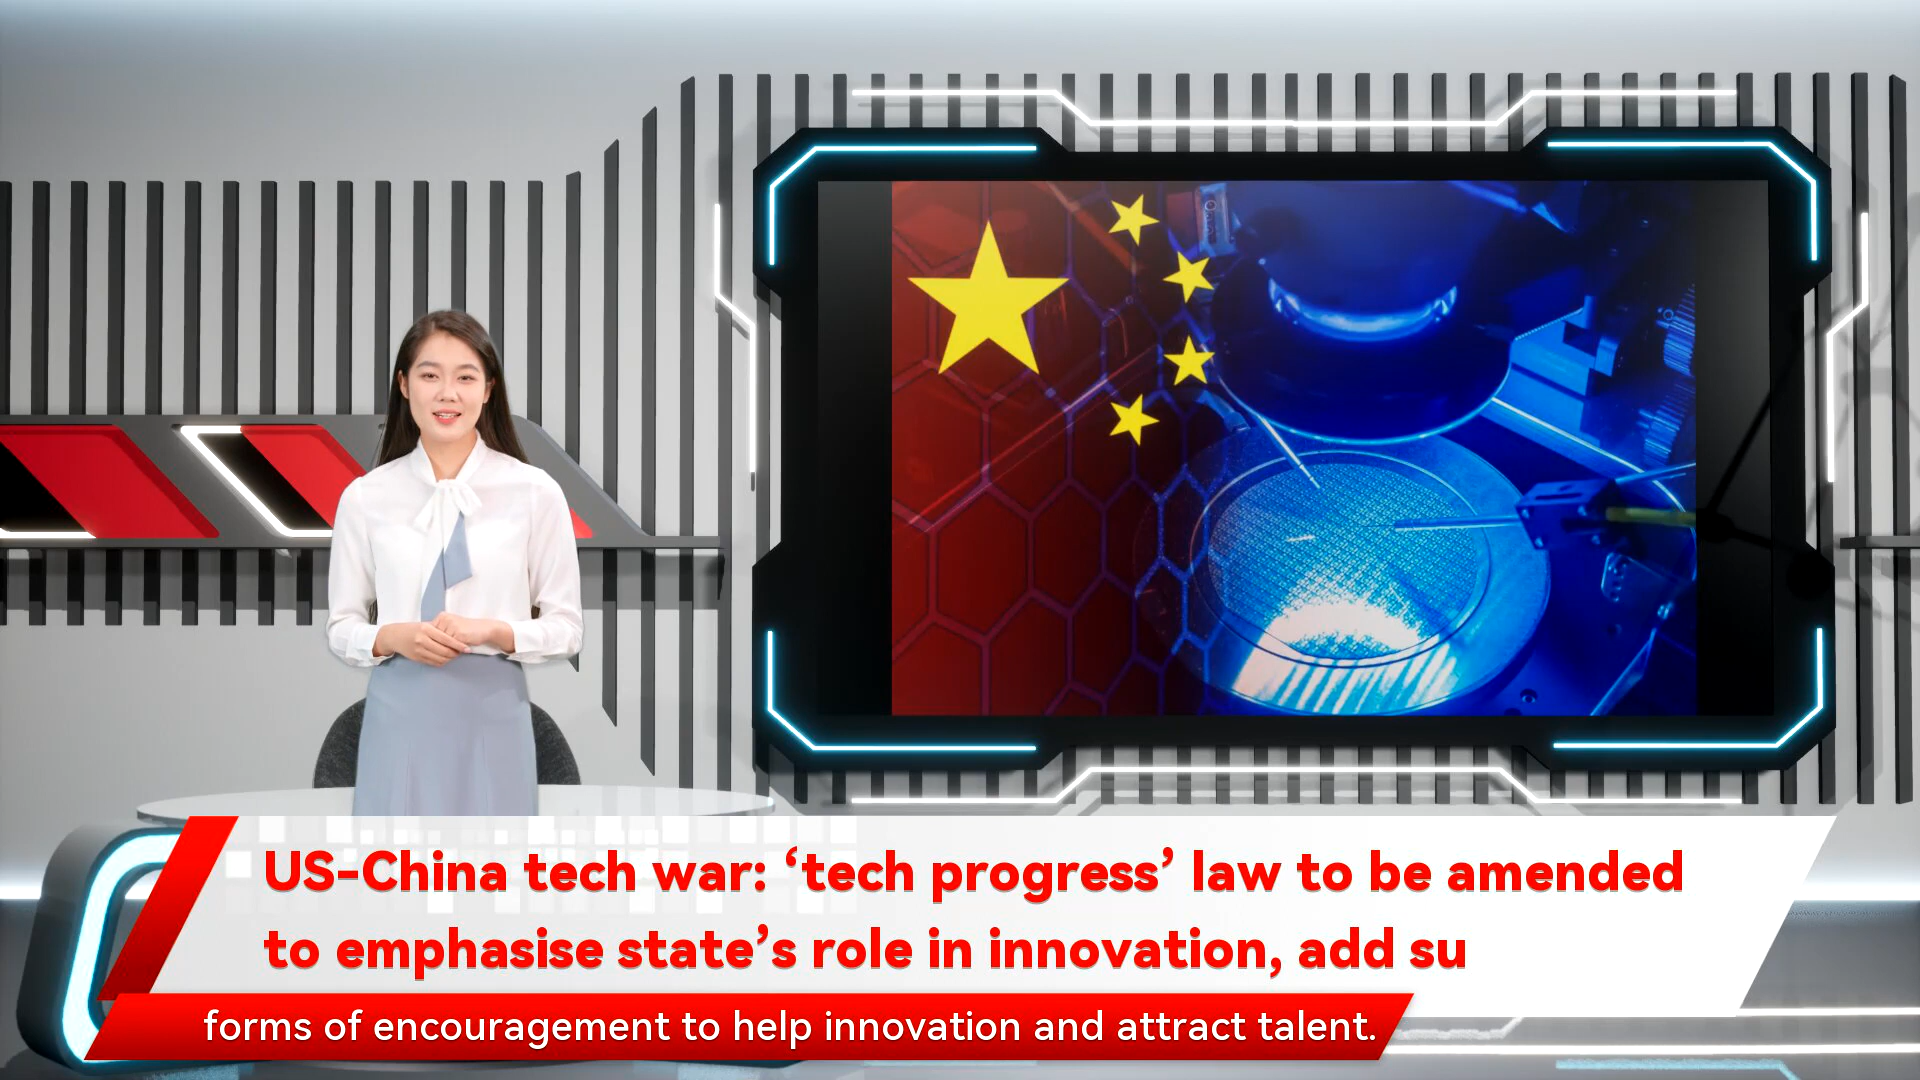 US-China tech war: ‘tech progress’ law to be amended
to emphasise state’s role in innovation, add su
forms of encouragement to help innovation and attract talent.